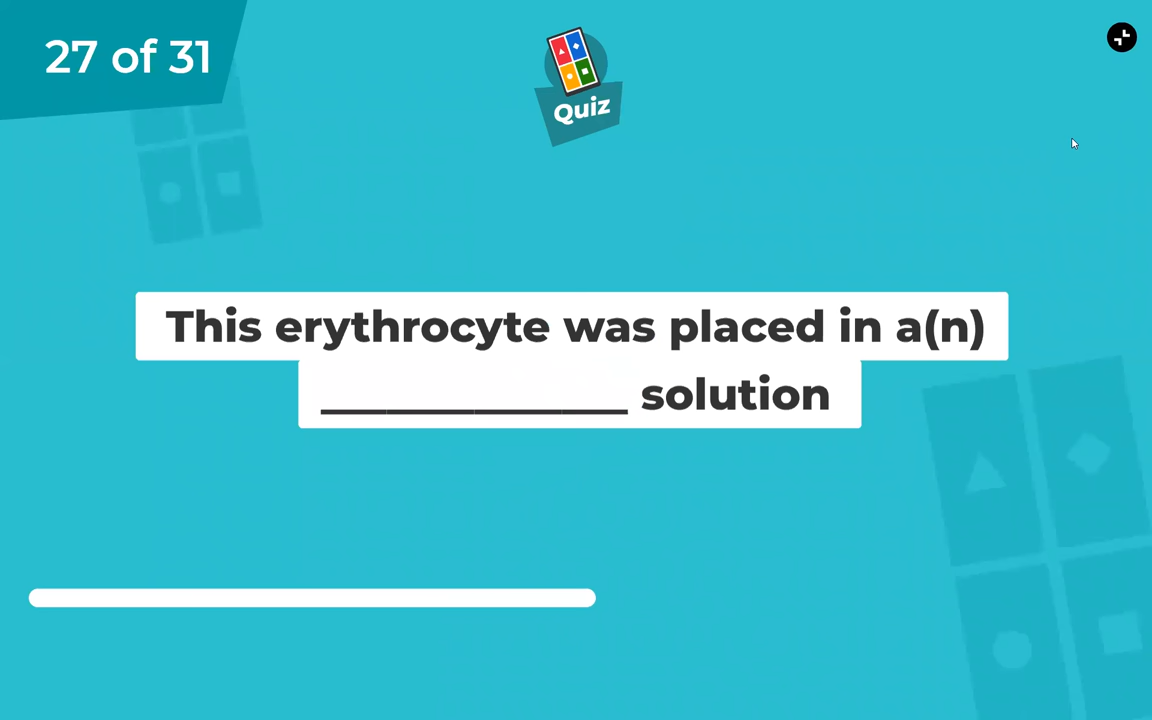 27 of 31
Quiz
This erythrocyte was placed in a(n)
______________ solution